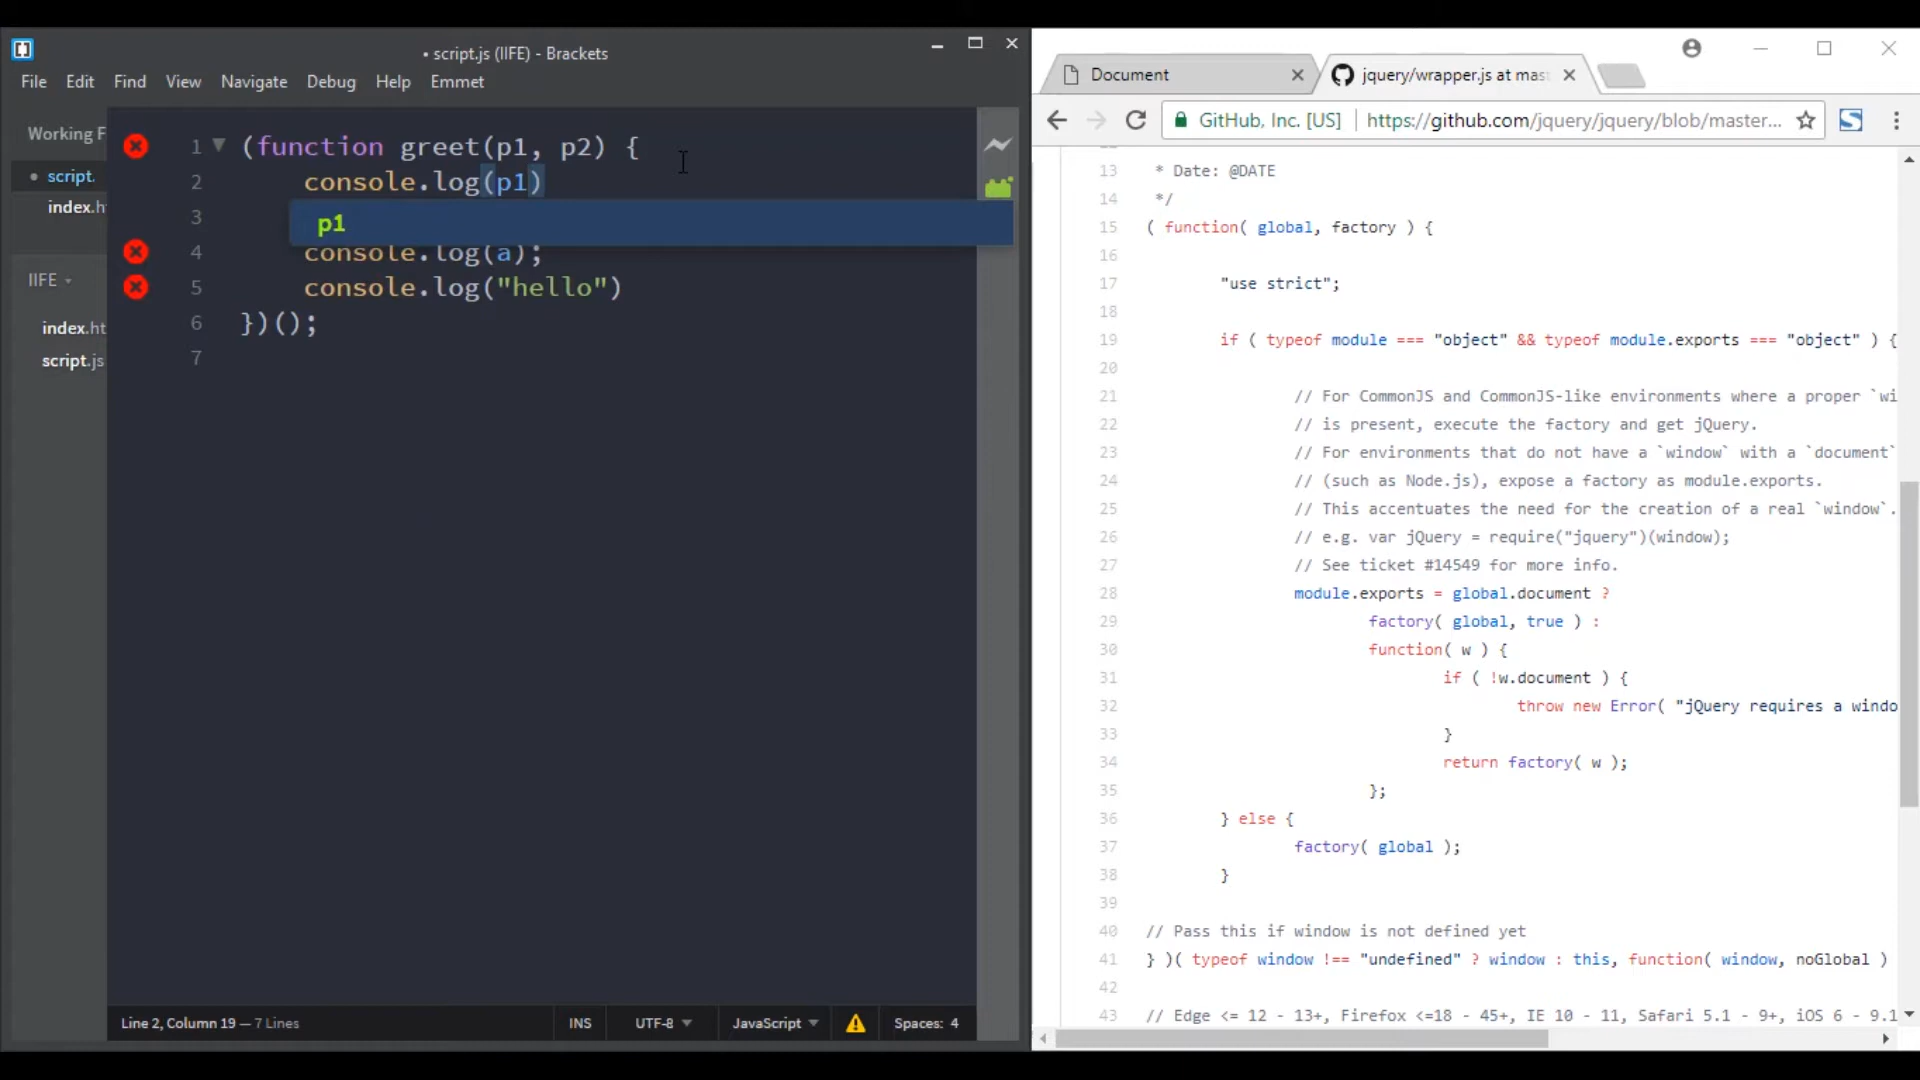 • script.js (IIFE) - Brackets
File Edit Find View Navigate Debug Help Emmet
Working F
• script.
index.h
IIFE
index.ht
script.js
1 (function greet(p1, p2) {
2 console.log(p1)
3
p1
4 console.log(a);
5 console.log("hello")
6 })();
7
Line 2, Column 19 — 7 Lines
INS UTF-8 JavaScript Spaces: 4
Document
jquery/wrapper.js at mas
GitHub, Inc. [US] https://github.com/jquery/jquery/blob/master...
13 * Date: @DATE
14 */
15 ( function( global, factory ) {
16
17 "use strict";
18
19 if ( typeof module === "object" && typeof module.exports === "object" ) {
20
21 // For CommonJS and CommonJS-like environments where a proper `wi
22 // is present, execute the factory and get jQuery.
23 // For environments that do not have a `window` with a `document`
24 // (such as Node.js), expose a factory as module.exports.
25 // This accentuates the need for the creation of a real `window`.
26 // e.g. var jQuery = require("jquery")(window);
27 // See ticket #14549 for more info.
28 module.exports = global.document ?
29 factory( global, true ) :
30 function( w ) {
31 if ( !w.document ) {
32 throw new Error( "jQuery requires a windo
33 }
34 return factory( w );
35 };
36 } else {
37 factory( global );
38 }
39
40 // Pass this if window is not defined yet
41 } )( typeof window !== "undefined" ? window : this, function( window, noGlobal )
42
43 // Edge <= 12 - 13+, Firefox <=18 - 45+, IE 10 - 11, Safari 5.1 - 9+, iOS 6 - 9.1